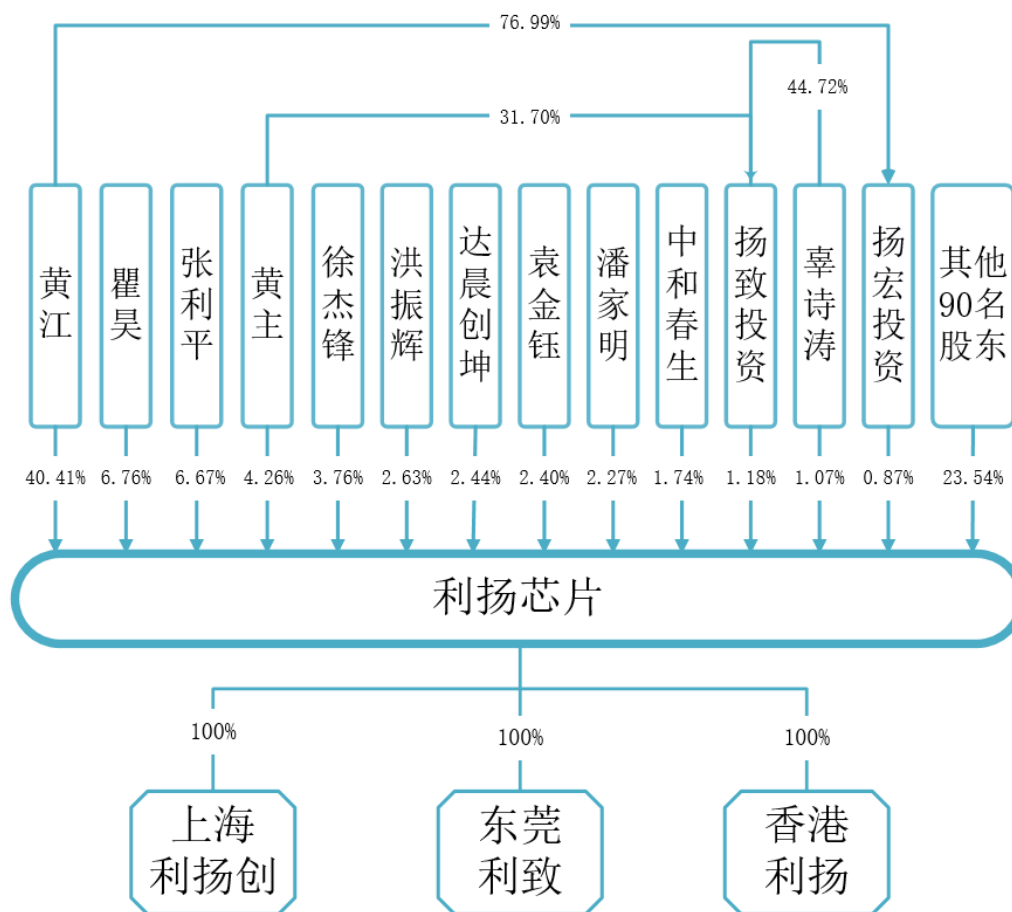 76.99%
44.72%
31.70%
黄江
瞿昊
张利平
黄主
徐杰锋
洪振辉
达晨创坤
袁金钰
潘家明
中和春生
扬致投资
辜诗涛
扬宏投资
其他
90名
股东
40.41%
6.76%
6.67%
4.26%
3.76%
2.63%
2.44%
2.40%
2.27%
1.74%
1.18%
1.07%
0.87%
23.54%
利扬芯片
100%
100%
100%
上海
利扬创
东莞
利致
香港
利扬